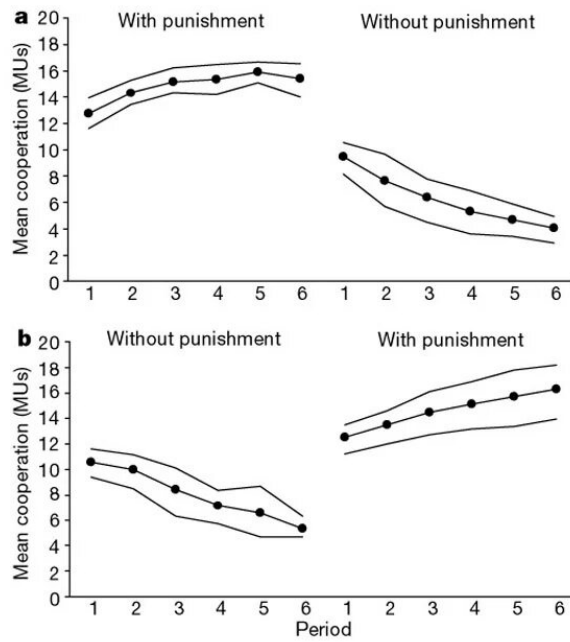 a
With punishment Without punishment
Mean cooperation (MUs)
20
18
16
14
12
10
8
6
4
2
0
1 2 3 4 5 6 1 2 3 4 5 6
b
Without punishment With punishment
Mean cooperation (MUs)
20
18
16
14
12
10
8
6
4
2
0
1 2 3 4 5 6 1 2 3 4 5 6
Period